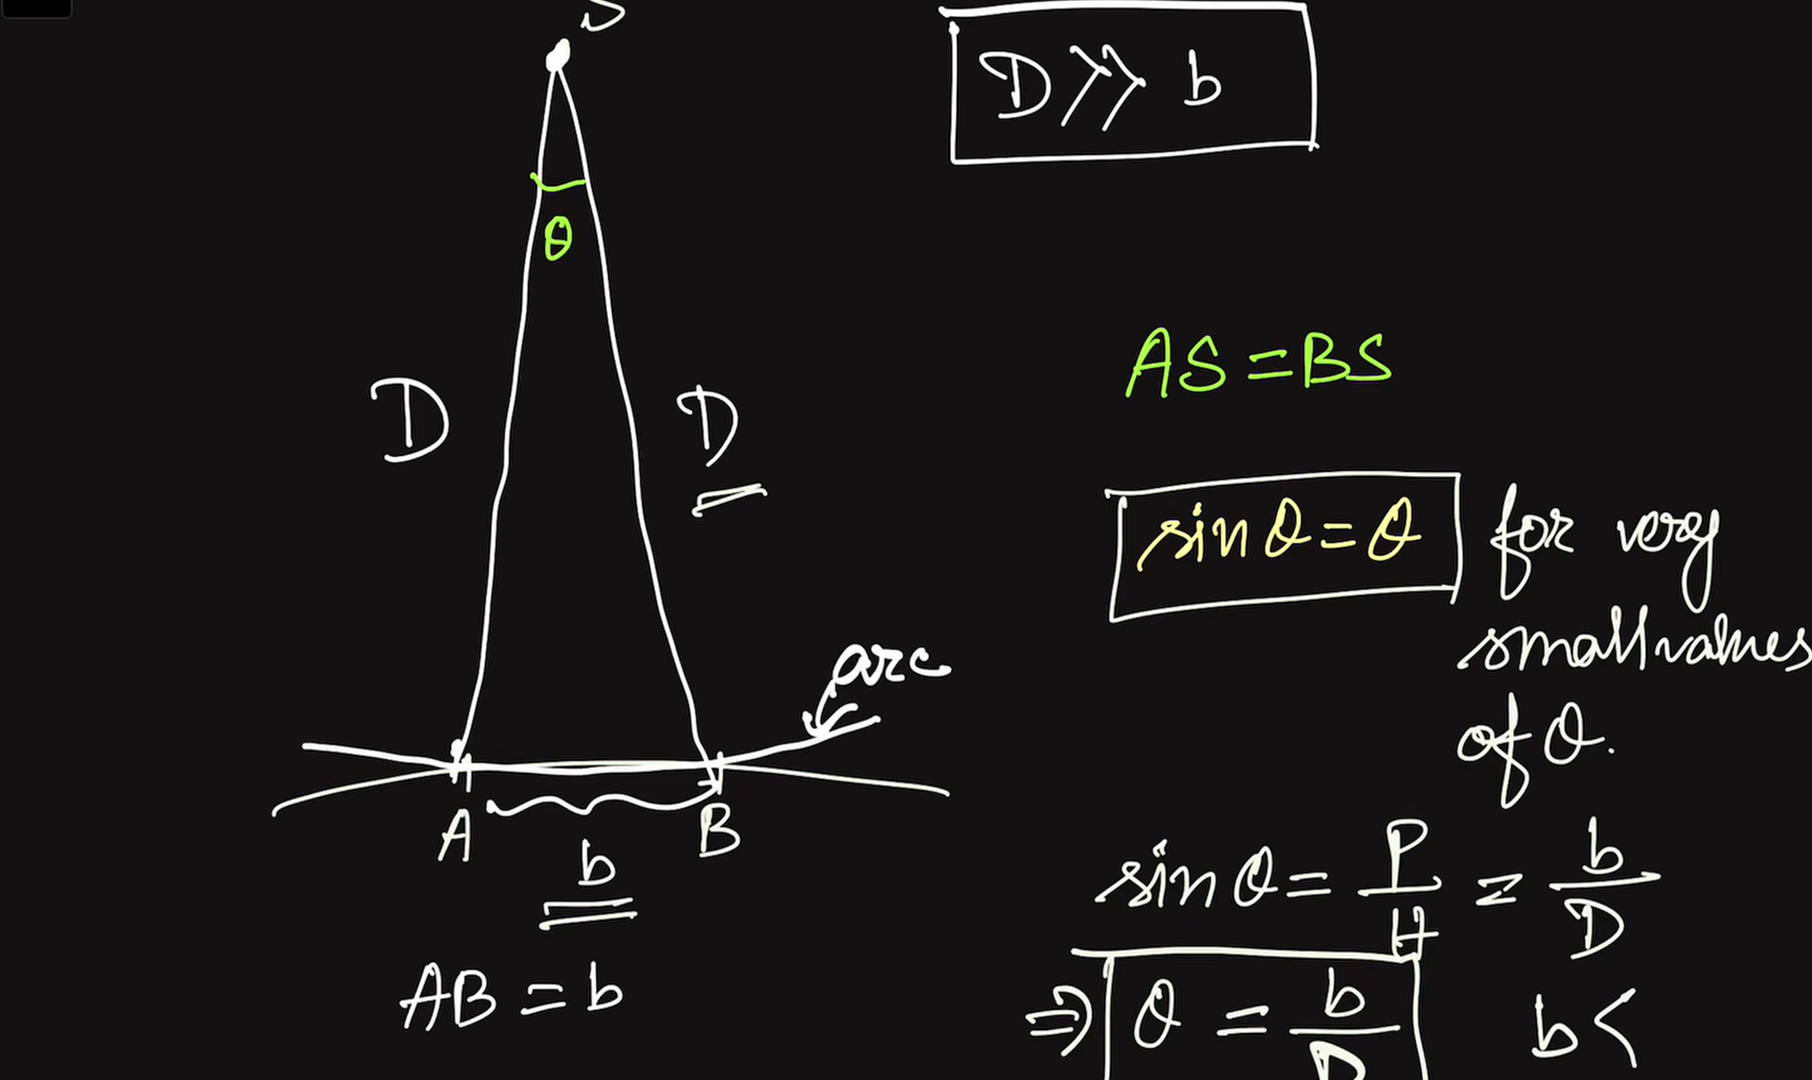 S
D >> b
θ
AS = BS
D
D
sin θ = θ for very
small values
of θ.
arc
A
B
b
sin θ = P/H = b/D
AB = b
⇒ θ = b/D
b <